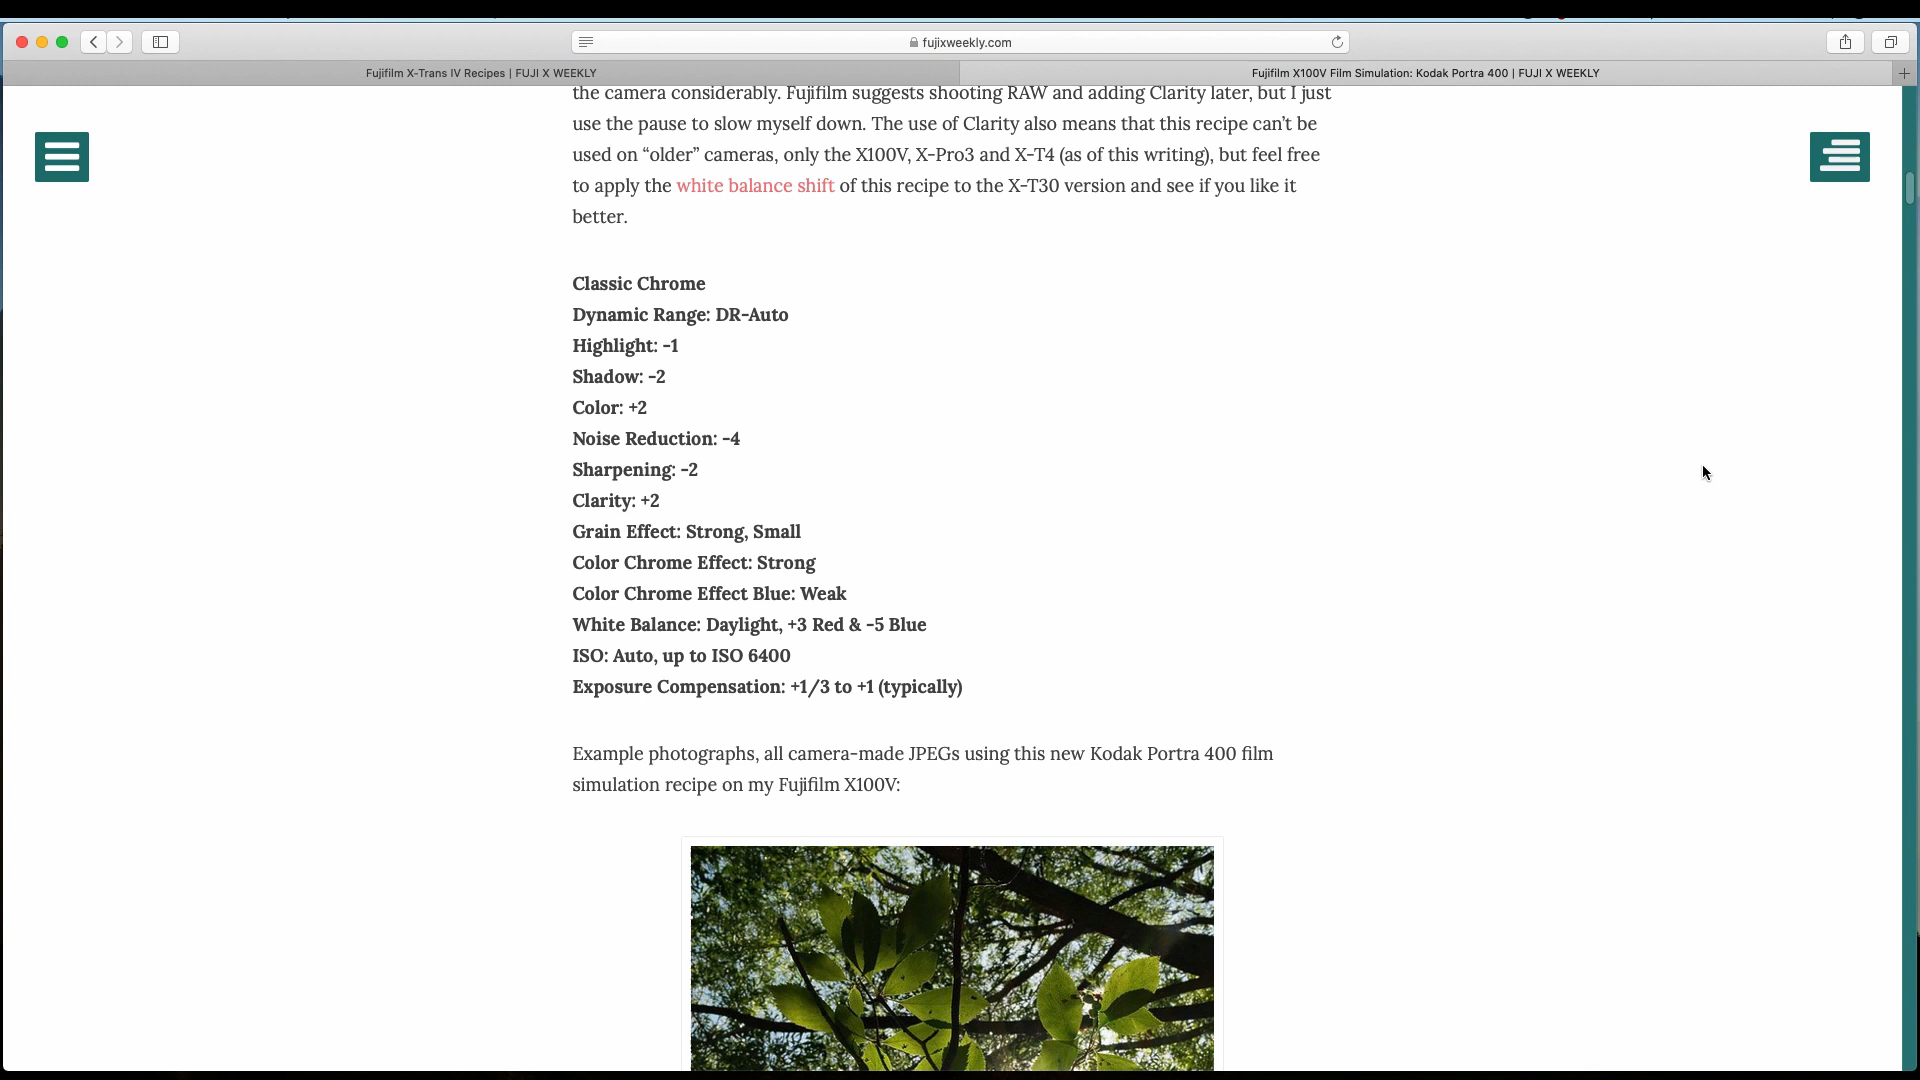 fujixweekly.com
Fujifilm X-Trans IV Recipes | FUJI X WEEKLY
Fujifilm X100V Film Simulation: Kodak Portra 400 | FUJI X WEEKLY
the camera considerably. Fujifilm suggests shooting RAW and adding Clarity later, but I just
use the pause to slow myself down. The use of Clarity also means that this recipe can’t be
used on “older” cameras, only the X100V, X-Pro3 and X-T4 (as of this writing), but feel free
to apply the white balance shift of this recipe to the X-T30 version and see if you like it
better.
Classic Chrome
Dynamic Range: DR-Auto
Highlight: -1
Shadow: -2
Color: +2
Noise Reduction: -4
Sharpening: -2
Clarity: +2
Grain Effect: Strong, Small
Color Chrome Effect: Strong
Color Chrome Effect Blue: Weak
White Balance: Daylight, +3 Red & -5 Blue
ISO: Auto, up to ISO 6400
Exposure Compensation: +1/3 to +1 (typically)
Example photographs, all camera-made JPEGs using this new Kodak Portra 400 film
simulation recipe on my Fujifilm X100V: